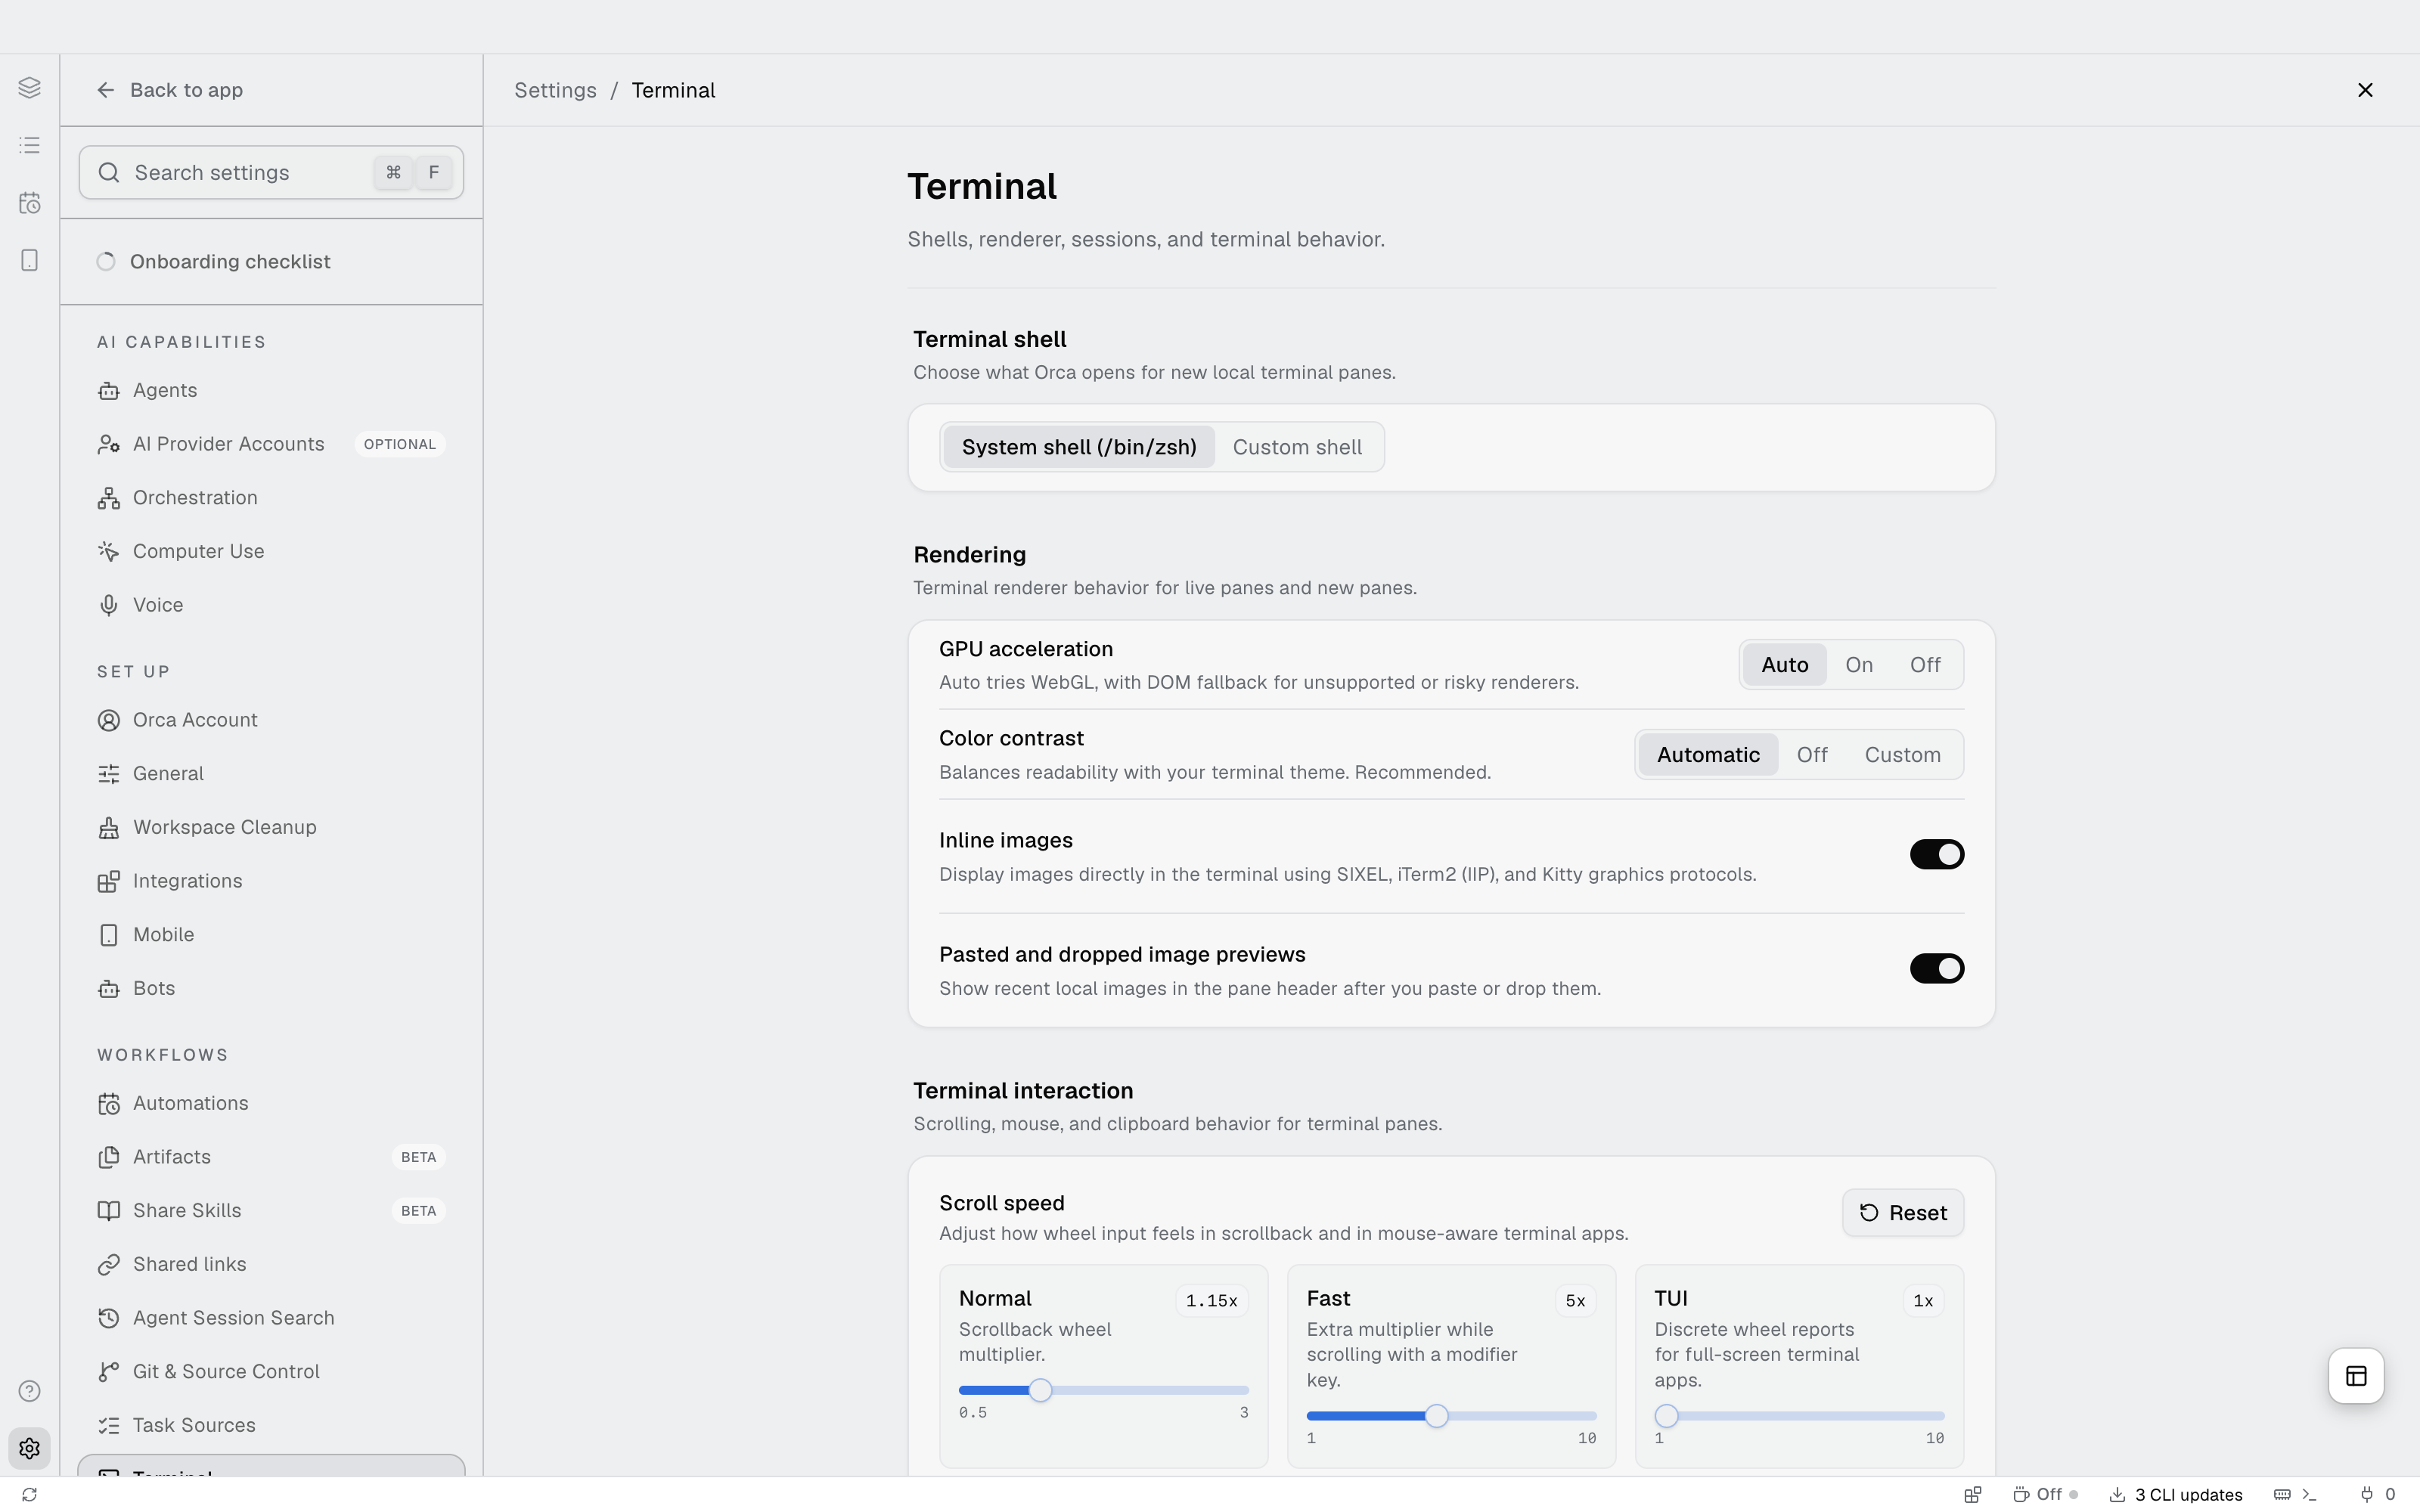 Back to app
Settings / Terminal
Search settings ⌘ F
Onboarding checklist
AI CAPABILITIES
Agents
AI Provider Accounts OPTIONAL
Orchestration
Computer Use
Voice
SET UP
Orca Account
General
Workspace Cleanup
Integrations
Mobile
Bots
WORKFLOWS
Automations
Artifacts BETA
Share Skills BETA
Shared links
Agent Session Search
Git & Source Control
Task Sources
Terminal
Terminal
Shells, renderer, sessions, and terminal behavior.
Terminal shell
Choose what Orca opens for new local terminal panes.
System shell (/bin/zsh) Custom shell
Rendering
Terminal renderer behavior for live panes and new panes.
GPU acceleration
Auto tries WebGL, with DOM fallback for unsupported or risky renderers.
Auto On Off
Color contrast
Balances readability with your terminal theme. Recommended.
Automatic Off Custom
Inline images
Display images directly in the terminal using SIXEL, iTerm2 (IIP), and Kitty graphics protocols.
Pasted and dropped image previews
Show recent local images in the pane header after you paste or drop them.
Terminal interaction
Scrolling, mouse, and clipboard behavior for terminal panes.
Scroll speed
Adjust how wheel input feels in scrollback and in mouse-aware terminal apps.
Reset
Normal 1.15x
Scrollback wheel
multiplier.
0.5 3
Fast 5x
Extra multiplier while
scrolling with a modifier
key.
1 10
TUI 1x
Discrete wheel reports
for full-screen terminal
apps.
1 10
Off 3 CLI updates 0